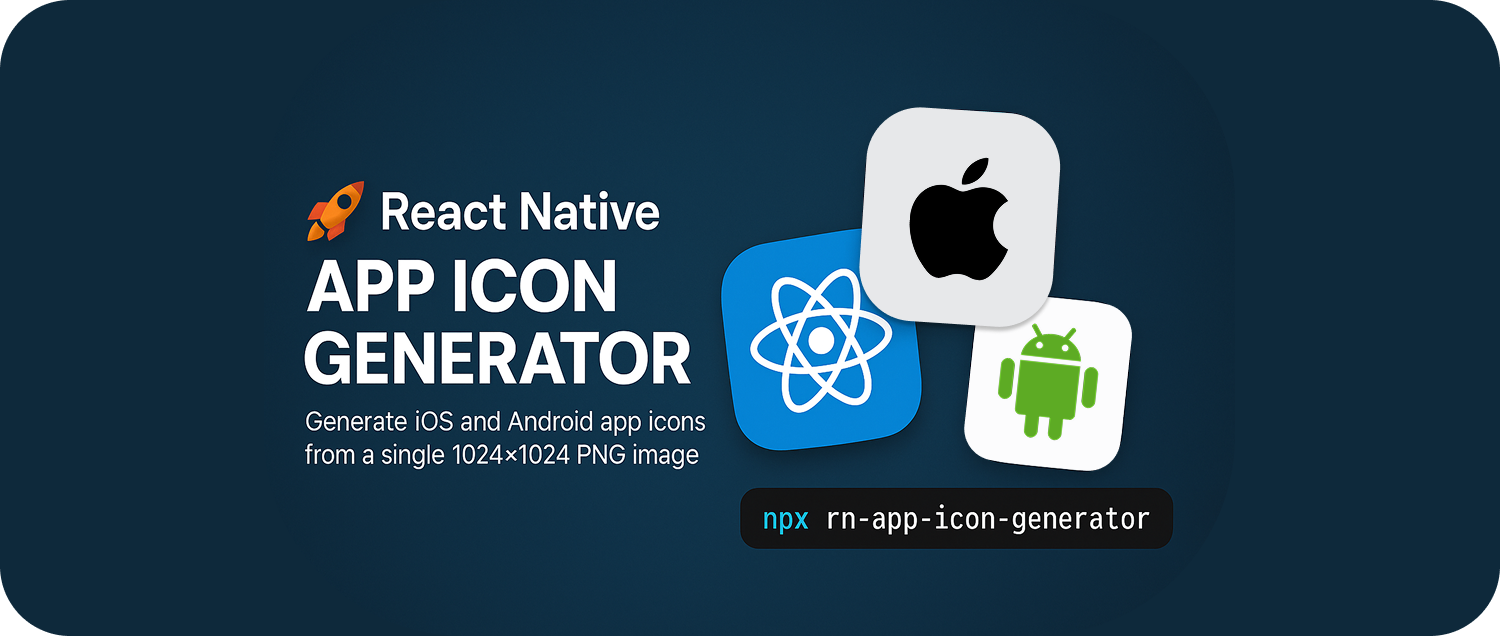 React Native
APP ICON
GENERATOR
Generate iOS and Android app icons
from a single 1024×1024 PNG image
npx rn-app-icon-generator